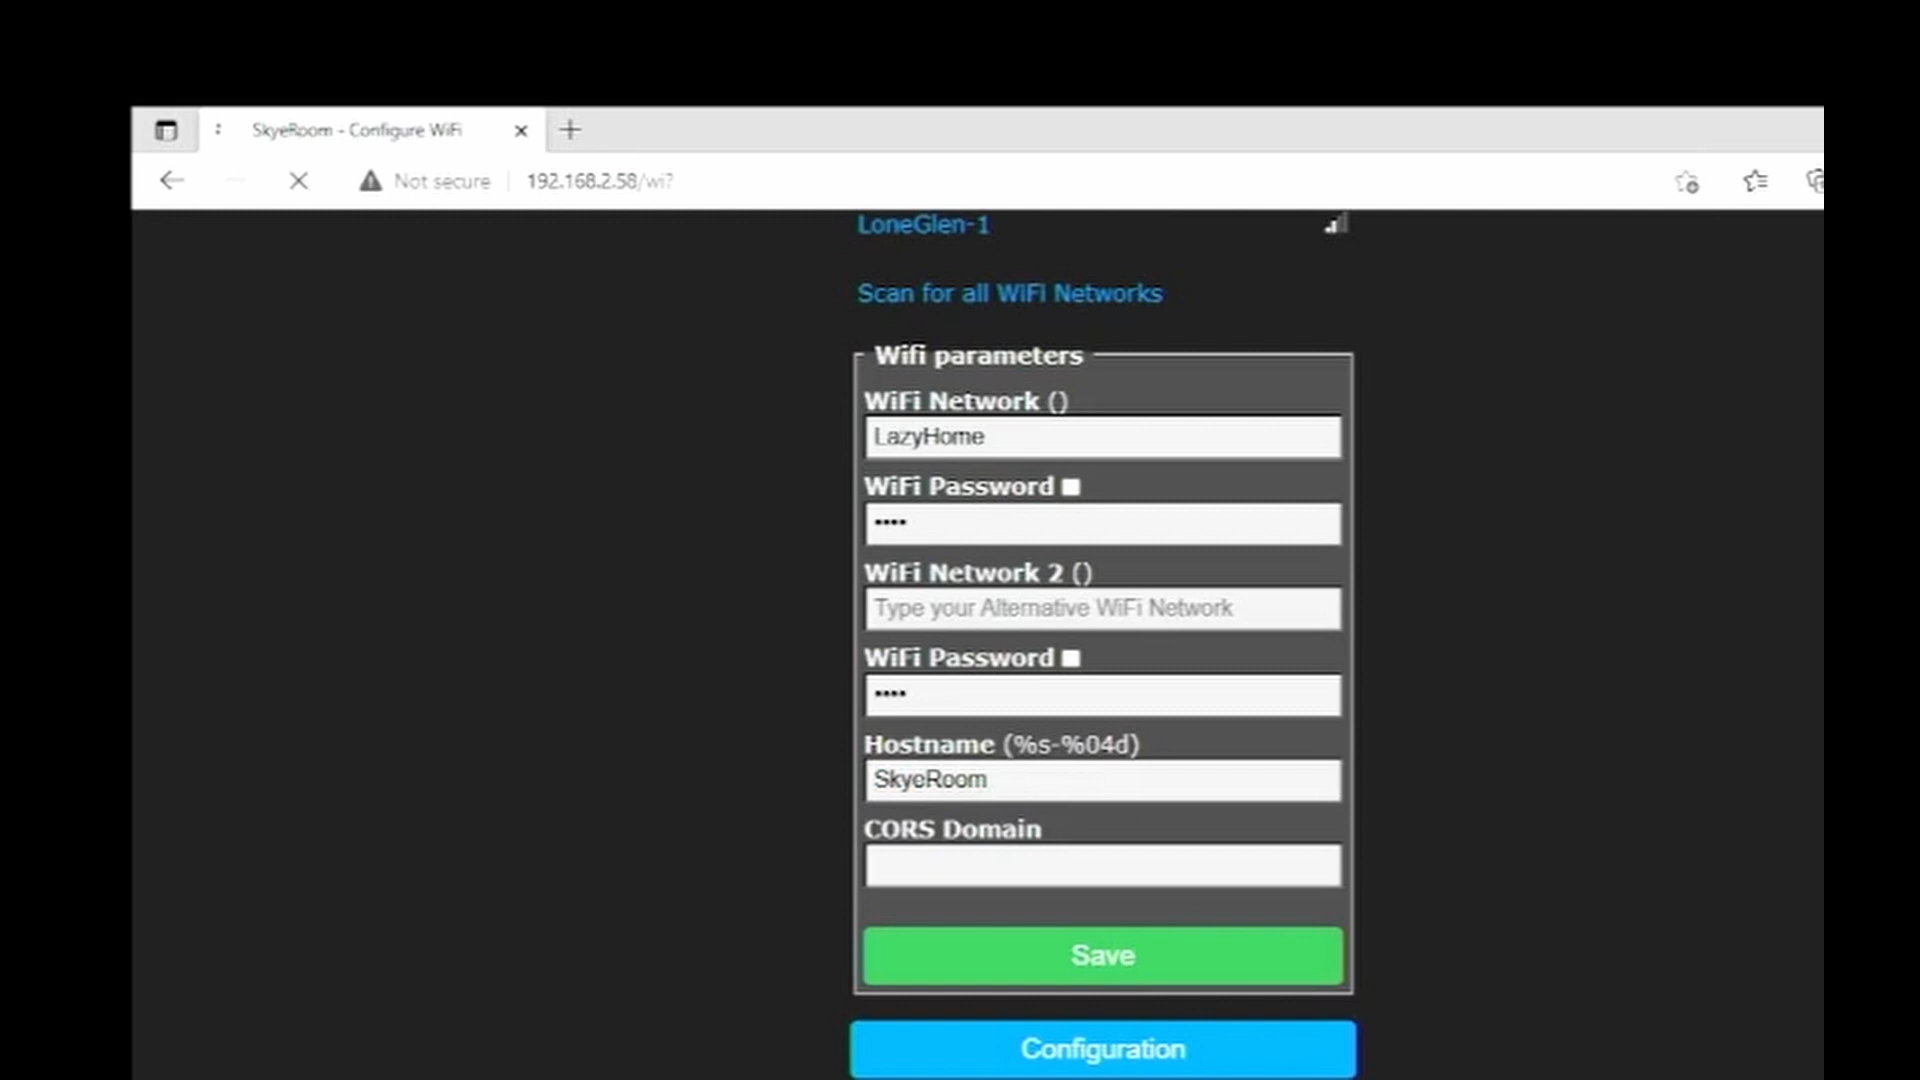 SkyeRoom - Configure WiFi
Not secure
192.168.2.58/wi?
LoneGlen-1
Scan for all WiFi Networks
Wifi parameters
WiFi Network ()
LazyHome
WiFi Password
••••
WiFi Network 2 ()
Type your Alternative WiFi Network
WiFi Password
••••
Hostname (%s-%04d)
SkyeRoom
CORS Domain
Save
Configuration